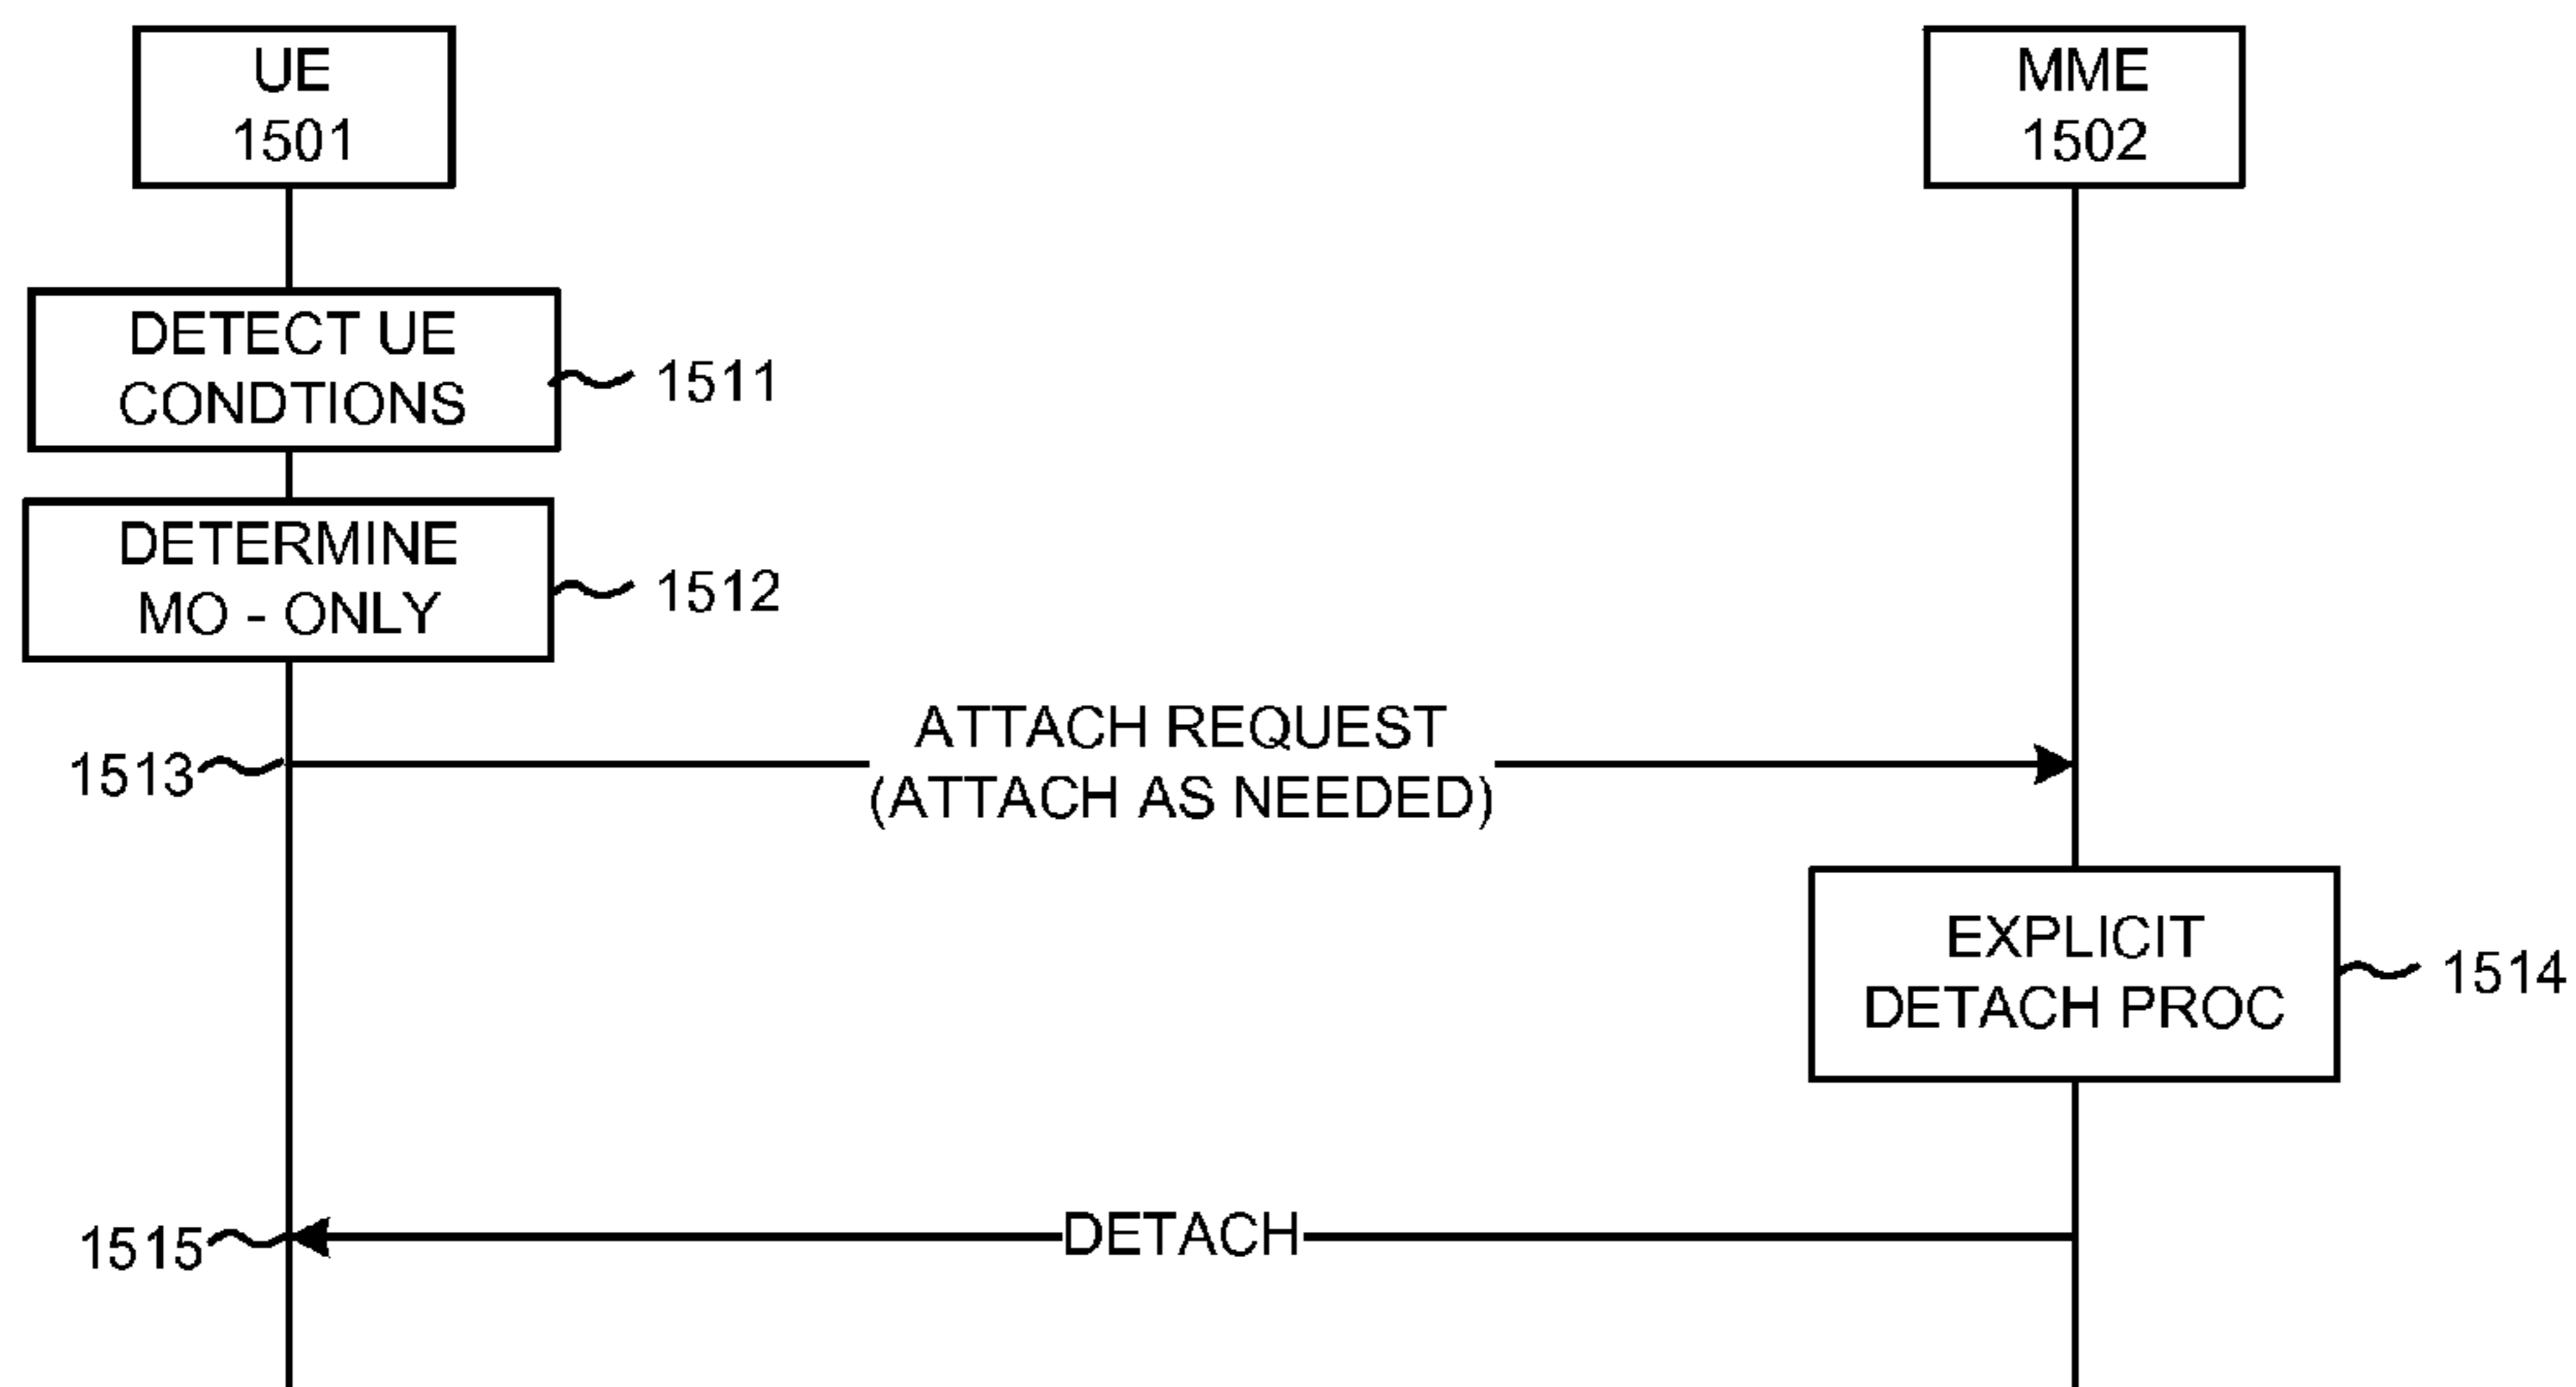 UE
1501
MME
1502
DETECT UE
CONDTIONS
1511
DETERMINE
MO - ONLY
1512
ATTACH REQUEST
(ATTACH AS NEEDED)
1513
EXPLICIT
DETACH PROC
1514
DETACH
1515